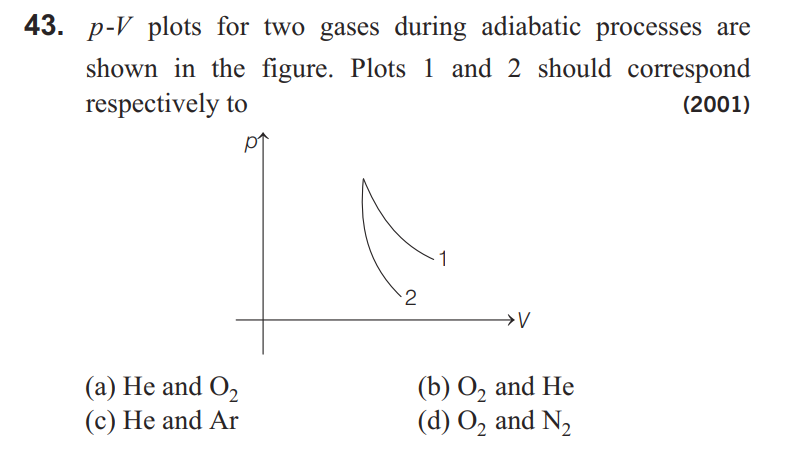 43. p-V plots for two gases during adiabatic processes are
shown in the figure. Plots 1 and 2 should correspond
respectively to (2001)
p
1
2
V
(a) He and O₂ (b) O₂ and He
(c) He and Ar (d) O₂ and N₂